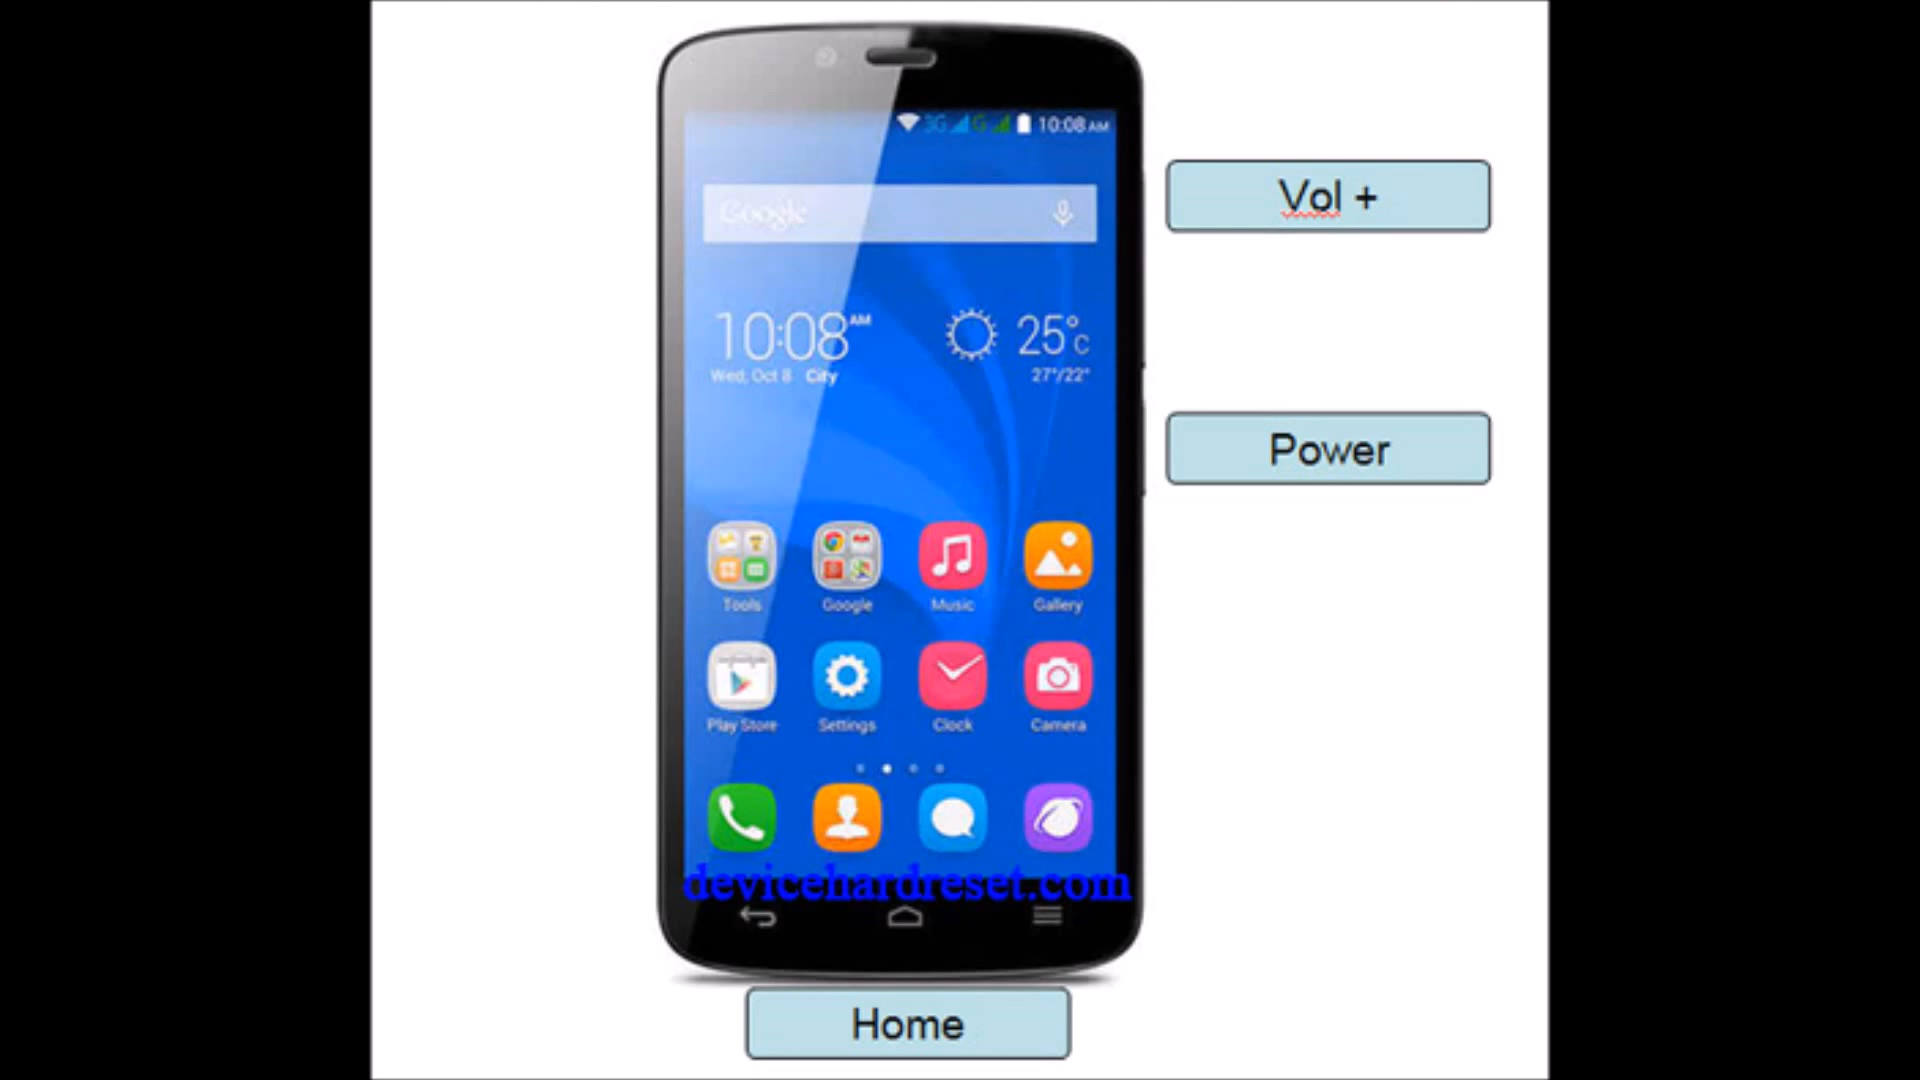 3G G 10:08 AM
Google
Vol +
10:08 AM
25°C
Wed, Oct 8 City
27°/22°
Power
Tools Google Music Gallery
Play Store Settings Clock Camera
devicehardreset.com
Home